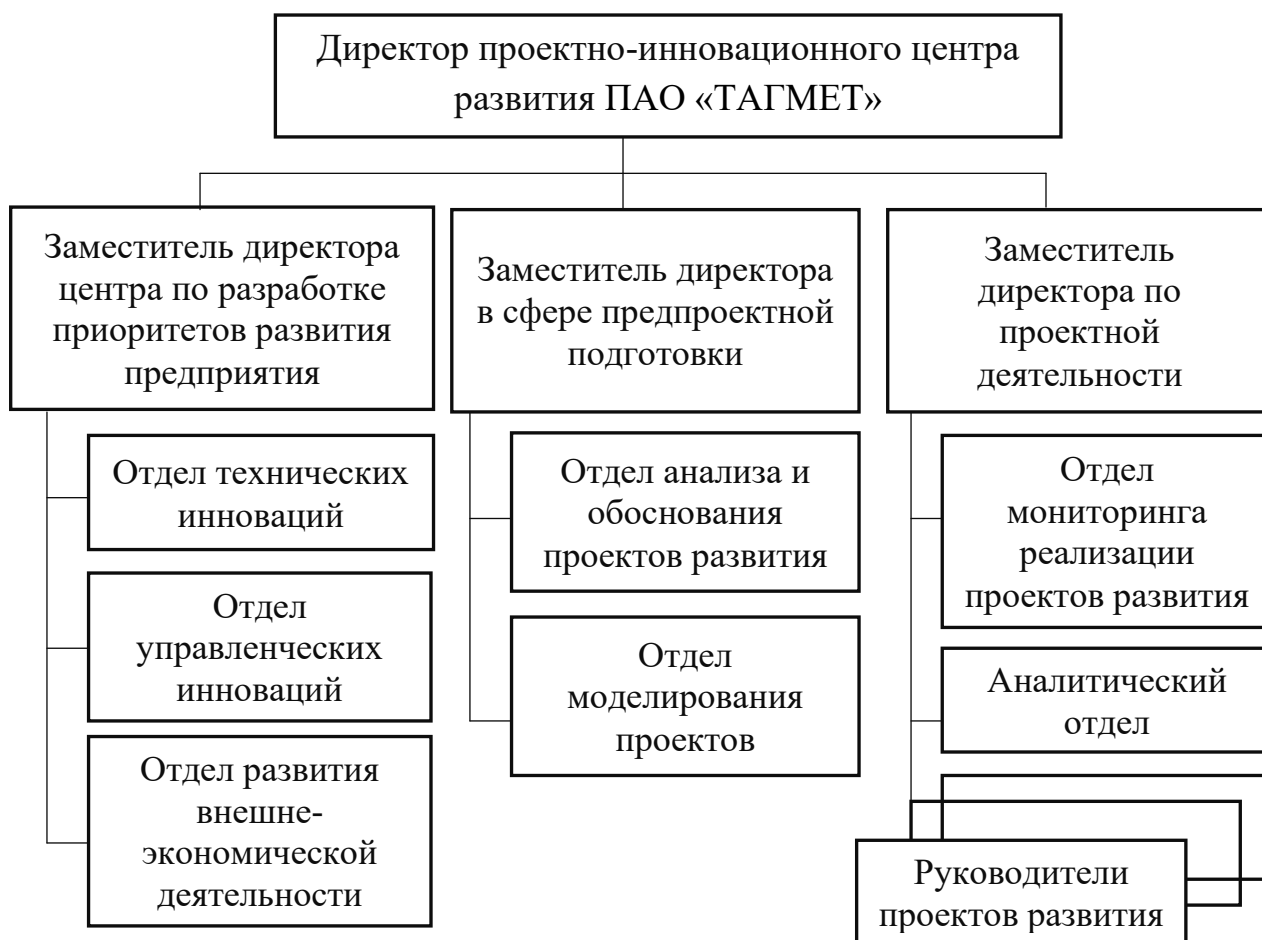 Директор проектно-инновационного центра
развития ПАО «ТАГМЕТ»
Заместитель директора
центра по разработке
приоритетов развития
предприятия
Отдел технических
инноваций
Отдел
управленческих
инноваций
Отдел развития
внешне-
экономической
деятельности
Заместитель директора
в сфере предпроектной
подготовки
Отдел анализа и
обоснования
проектов развития
Отдел
моделирования
проектов
Заместитель
директора по
проектной
деятельности
Отдел
мониторинга
реализации
проектов развития
Аналитический
отдел
Руководители
проектов развития